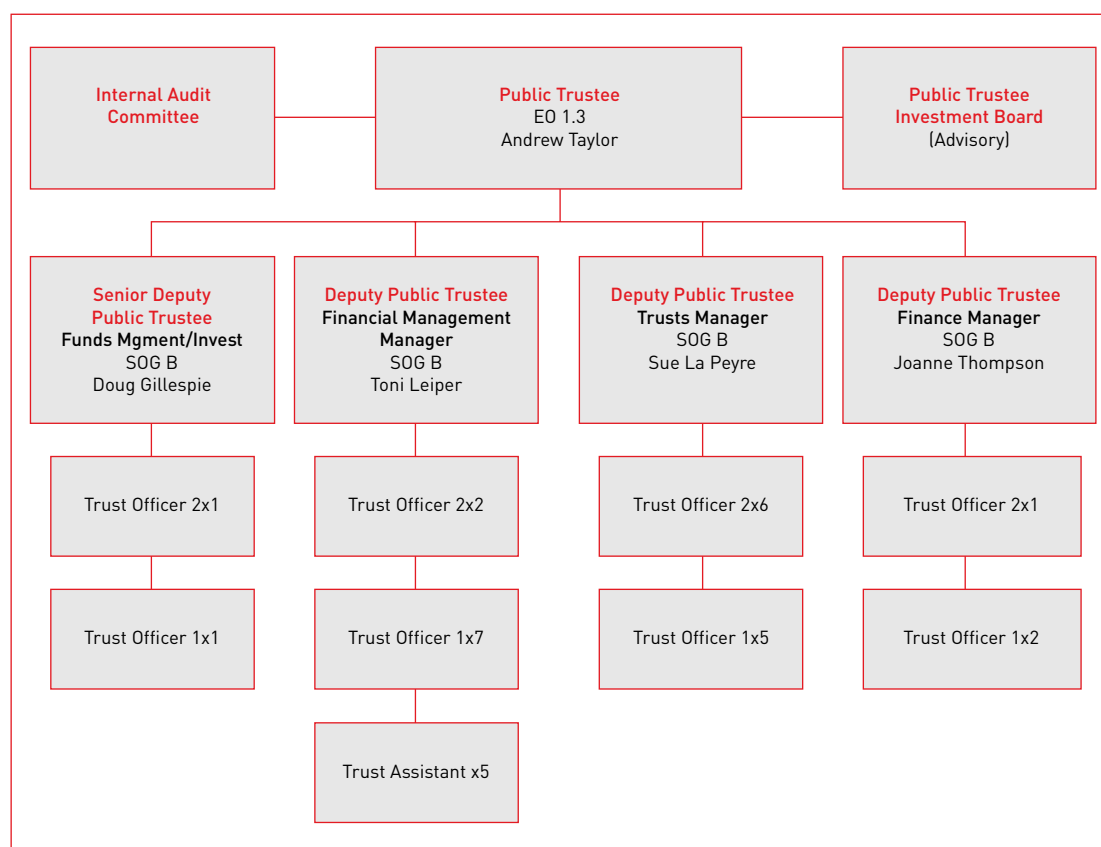 Internal Audit
Committee
Public Trustee
EO 1.3
Andrew Taylor
Public Trustee
Investment Board
(Advisory)
Senior Deputy
Public Trustee
Funds Mgment/Invest
SOG B
Doug Gillespie
Deputy Public Trustee
Financial Management
Manager
SOG B
Toni Leiper
Deputy Public Trustee
Trusts Manager
SOG B
Sue La Peyre
Deputy Public Trustee
Finance Manager
SOG B
Joanne Thompson
Trust Officer 2x1
Trust Officer 2x2
Trust Officer 2x6
Trust Officer 2x1
Trust Officer 1x1
Trust Officer 1x7
Trust Officer 1x5
Trust Officer 1x2
Trust Assistant x5